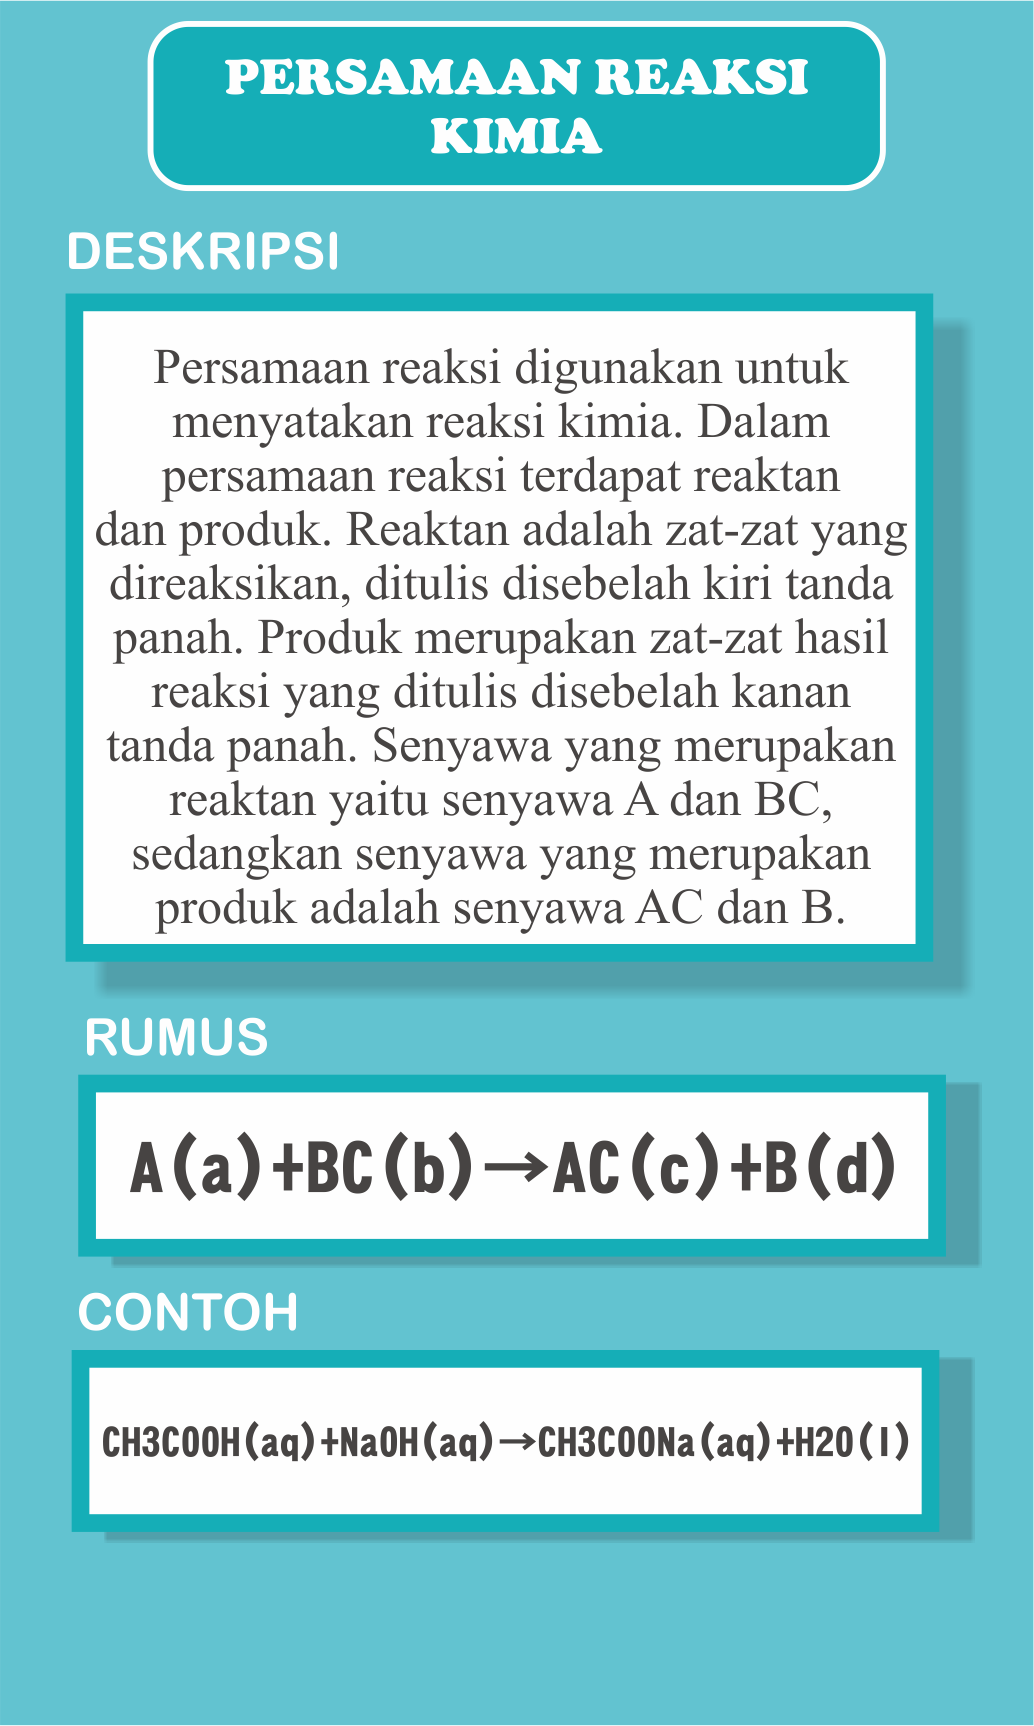 PERSAMAAN REAKSI
KIMIA
DESKRIPSI
Persamaan reaksi digunakan untuk
menyatakan reaksi kimia. Dalam
persamaan reaksi terdapat reaktan
dan produk. Reaktan adalah zat-zat yang
direaksikan, ditulis disebelah kiri tanda
panah. Produk merupakan zat-zat hasil
reaksi yang ditulis disebelah kanan
tanda panah. Senyawa yang merupakan
reaktan yaitu senyawa A dan BC,
sedangkan senyawa yang merupakan
produk adalah senyawa AC dan B.
RUMUS
A(a)+BC(b)→AC(c)+B(d)
CONTOH
CH3COOH(aq)+NaOH(aq)→CH3COONa(aq)+H2O(l)